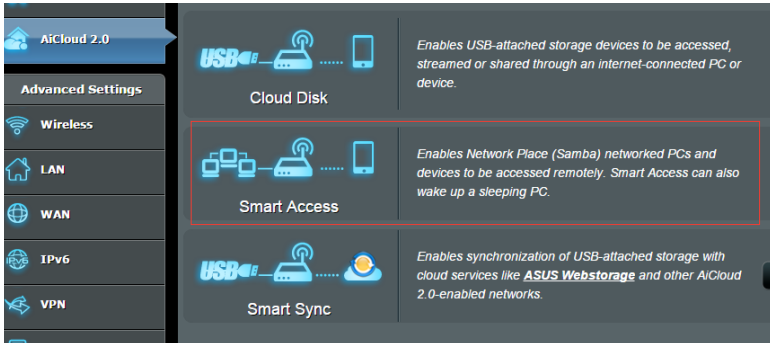 AiCloud 2.0
Advanced Settings
Wireless
LAN
WAN
IPv6
IPv6
VPN
USB
Cloud Disk
Enables USB-attached storage devices to be accessed,
streamed or shared through an internet-connected PC or
device.
Smart Access
Enables Network Place (Samba) networked PCs and
devices to be accessed remotely. Smart Access can also
wake up a sleeping PC.
USB
Smart Sync
Enables synchronization of USB-attached storage with
cloud services like ASUS Webstorage and other AiCloud
2.0-enabled networks.